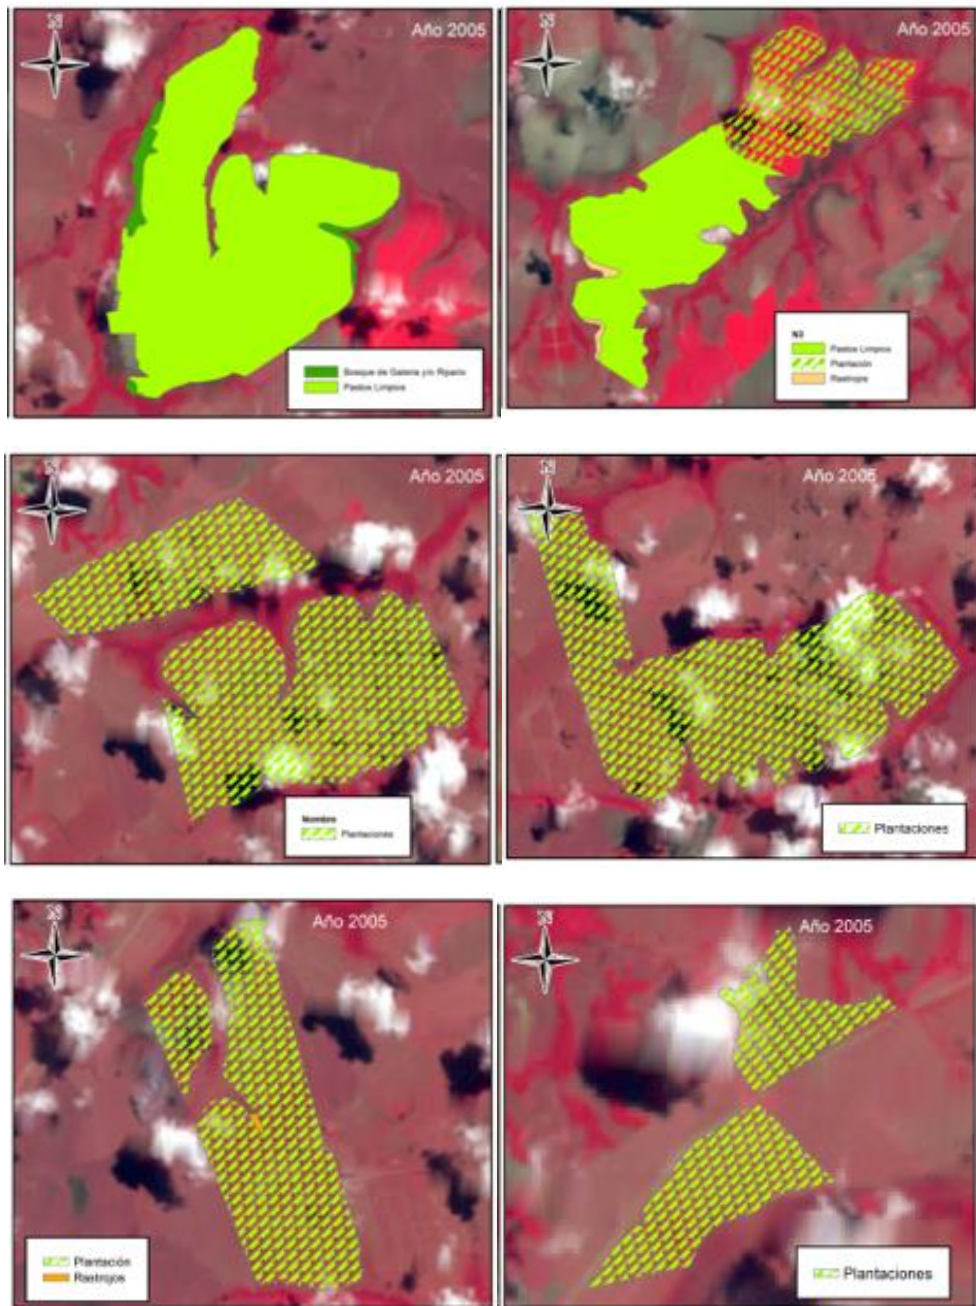 N
Año 2005
Bosque de Galeria y/o Ripario
Pastos Limpios
N
Año 2005
N3
Pastos Limpios
Plantación
Rastrojos
N
Año 2005
Nombre
Plantaciones
N
Año 2005
Plantaciones
N
Año 2005
Plantación
Rastrojos
N
Año 2005
Plantaciones